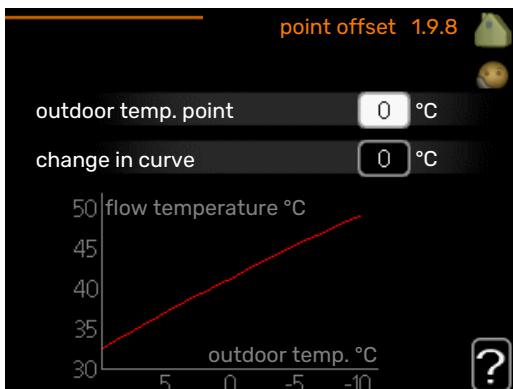 point offset 1.9.8
outdoor temp. point 0 °C
change in curve 0 °C
50 flow temperature °C
45
40
35
outdoor temp. °C
30
5 0 -5 -10
?